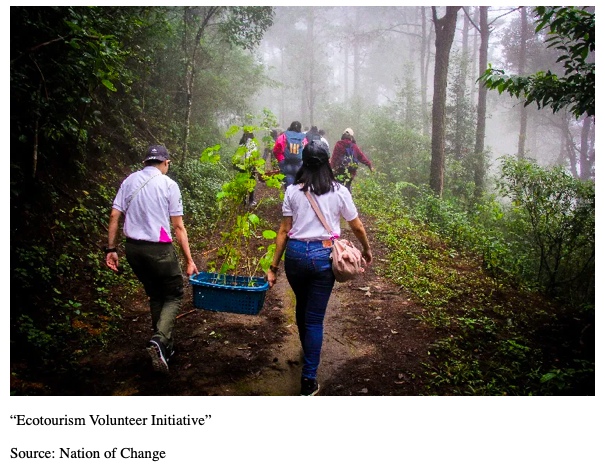 “Ecotourism Volunteer Initiative”
Source: Nation of Change